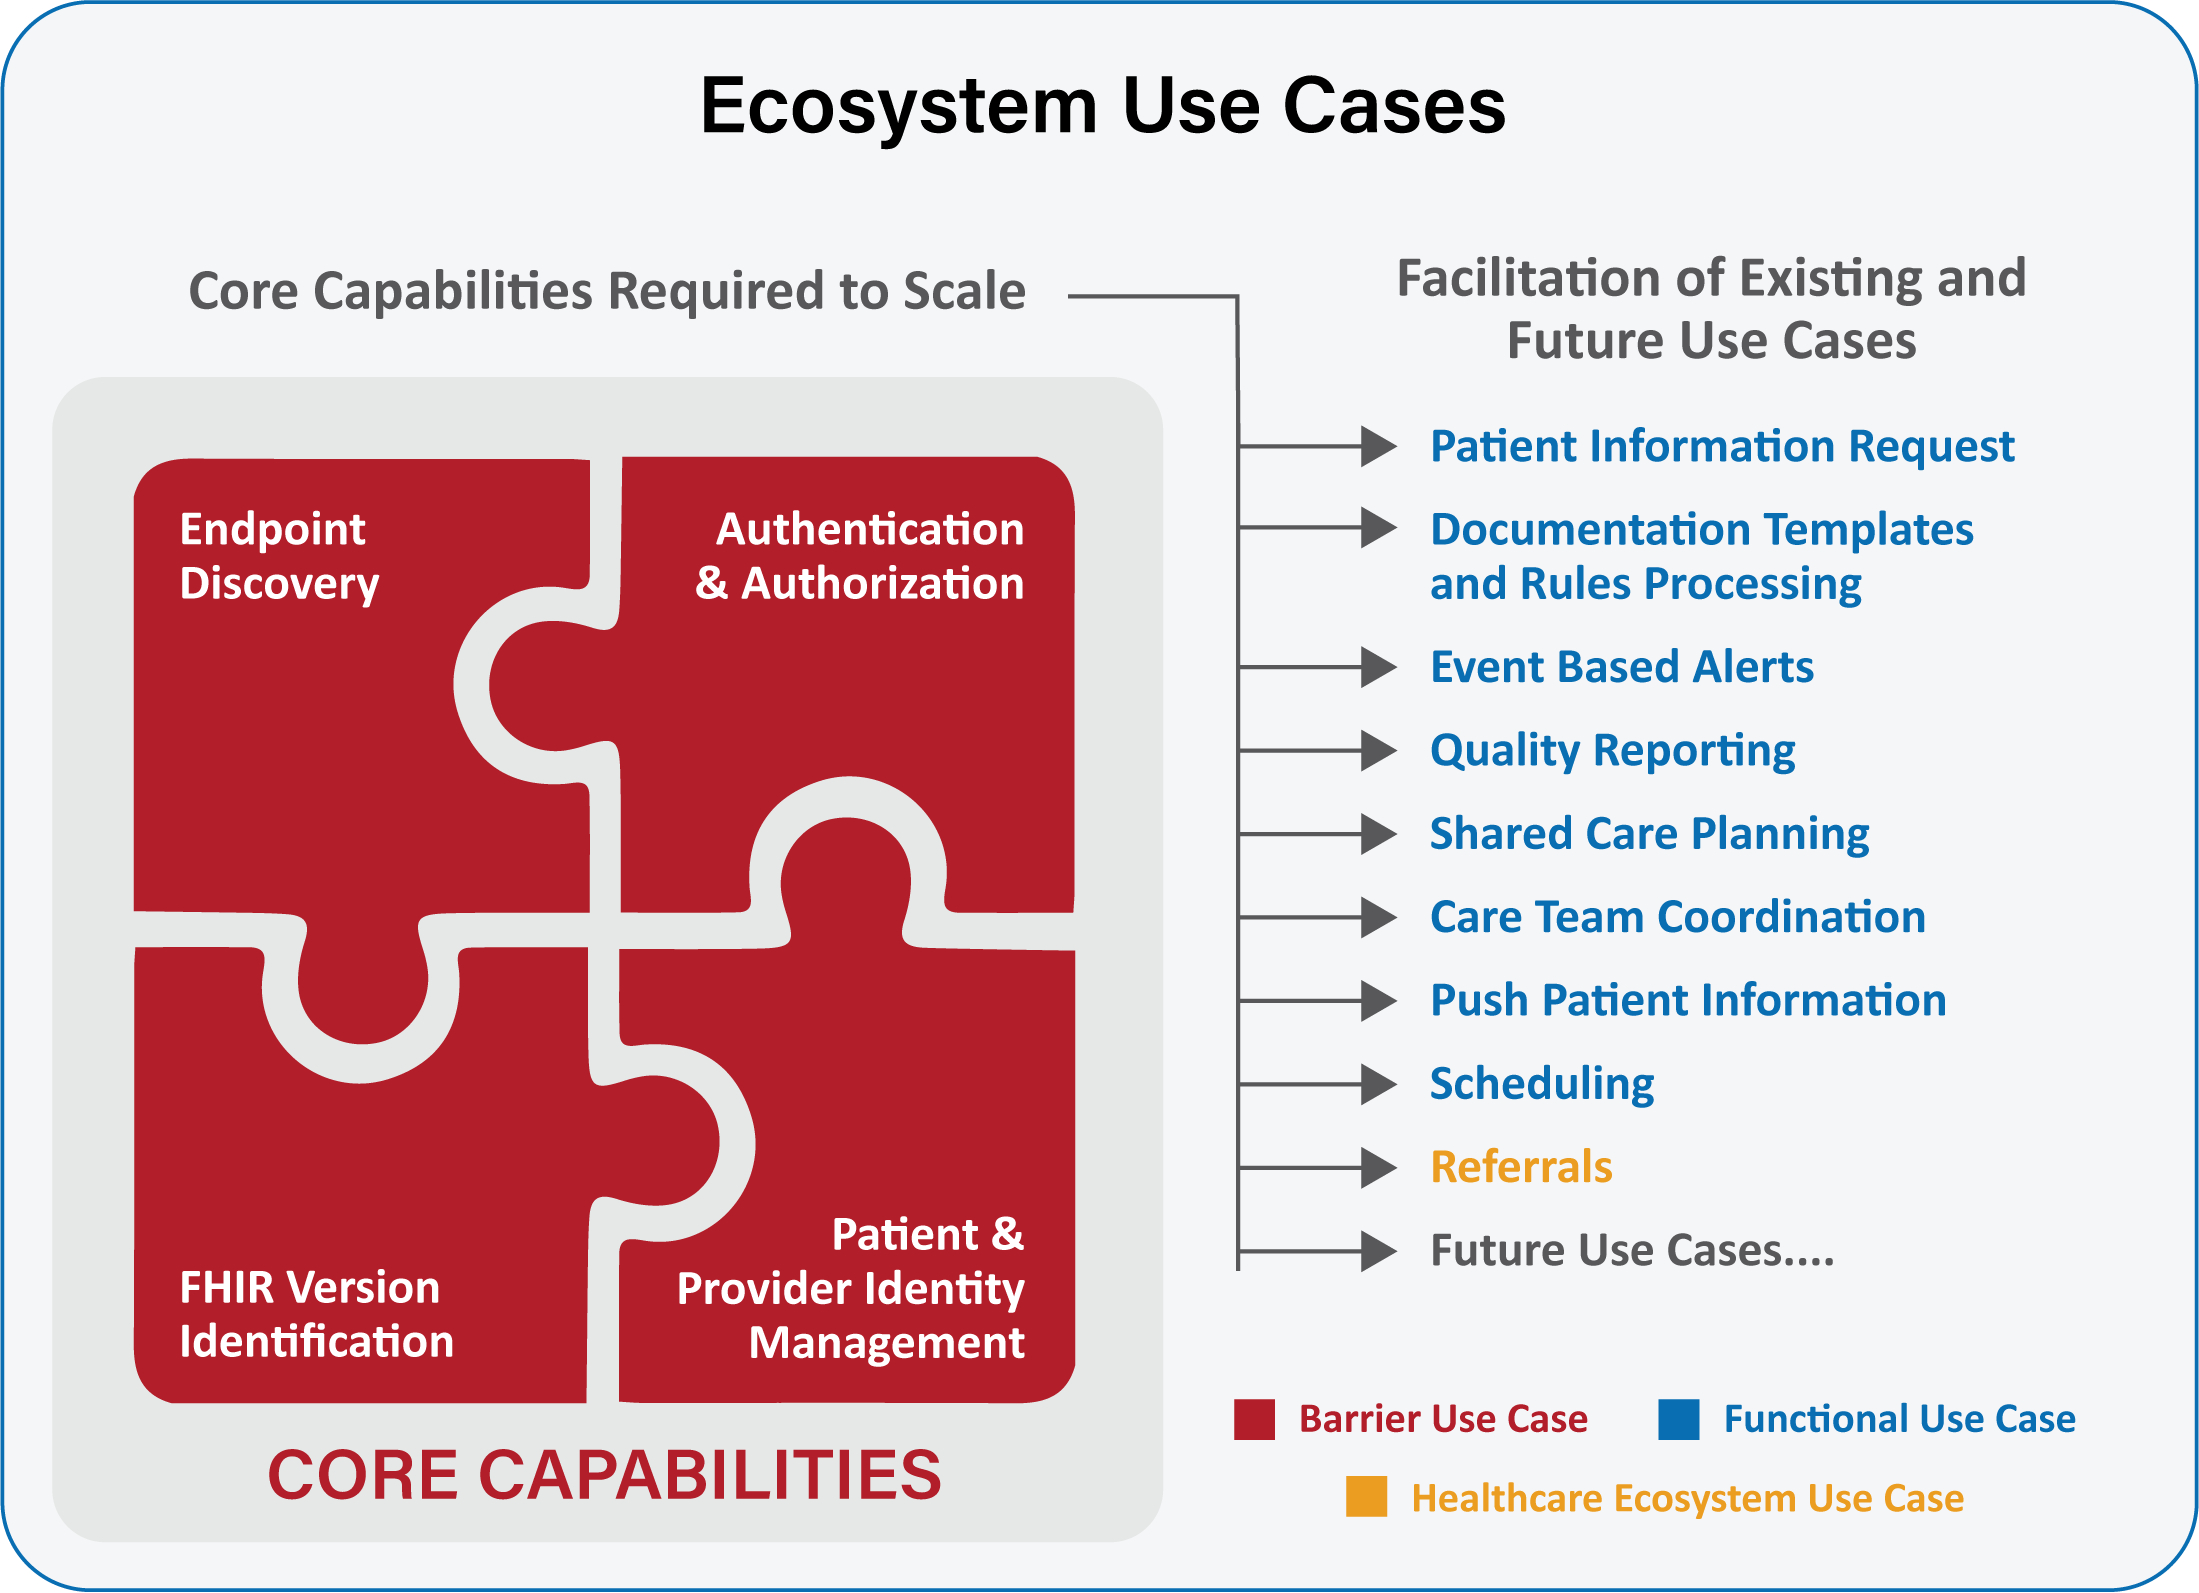 Ecosystem Use Cases
Core Capabilities Required to Scale
Endpoint
Discovery
Authentication
& Authorization
FHIR Version
Identification
Patient &
Provider Identity
Management
CORE CAPABILITIES
Facilitation of Existing and
Future Use Cases
Patient Information Request
Documentation Templates
and Rules Processing
Event Based Alerts
Quality Reporting
Shared Care Planning
Care Team Coordination
Push Patient Information
Scheduling
Referrals
Future Use Cases....
Barrier Use Case
Functional Use Case
Healthcare Ecosystem Use Case